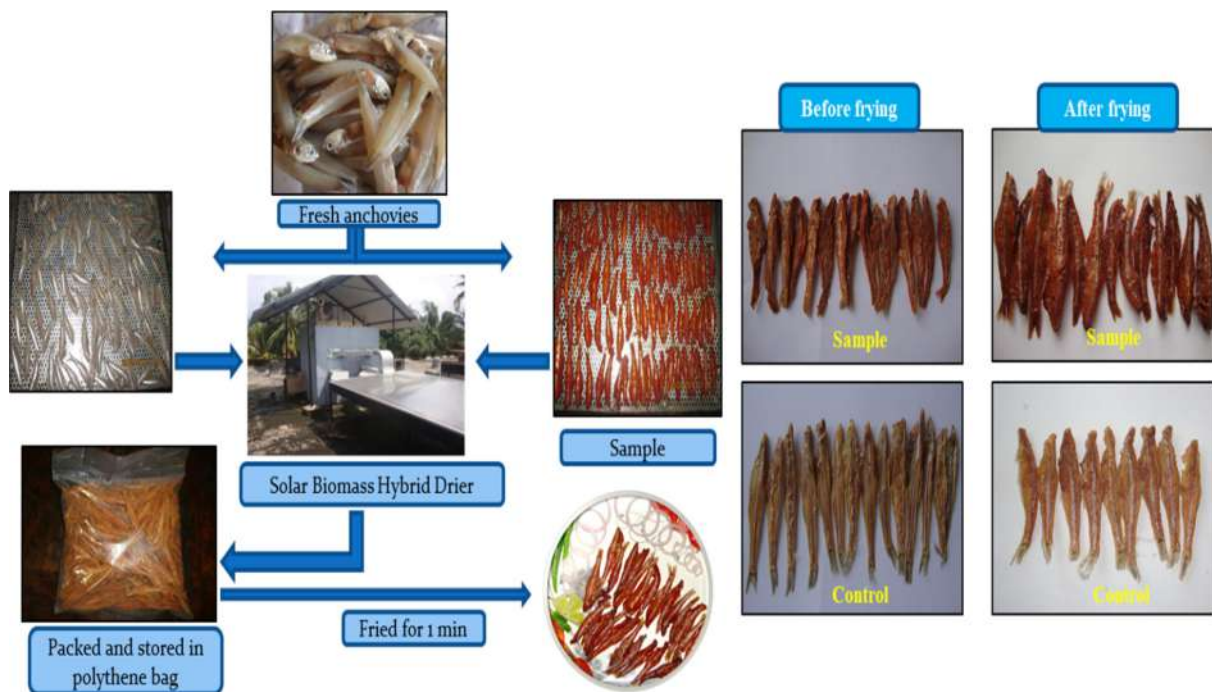 Fresh anchovies
Solar Biomass Hybrid Drier
Sample
Packed and stored in
polythene bag
Fried for 1 min
Before frying
After frying
Sample
Sample
Control
Control